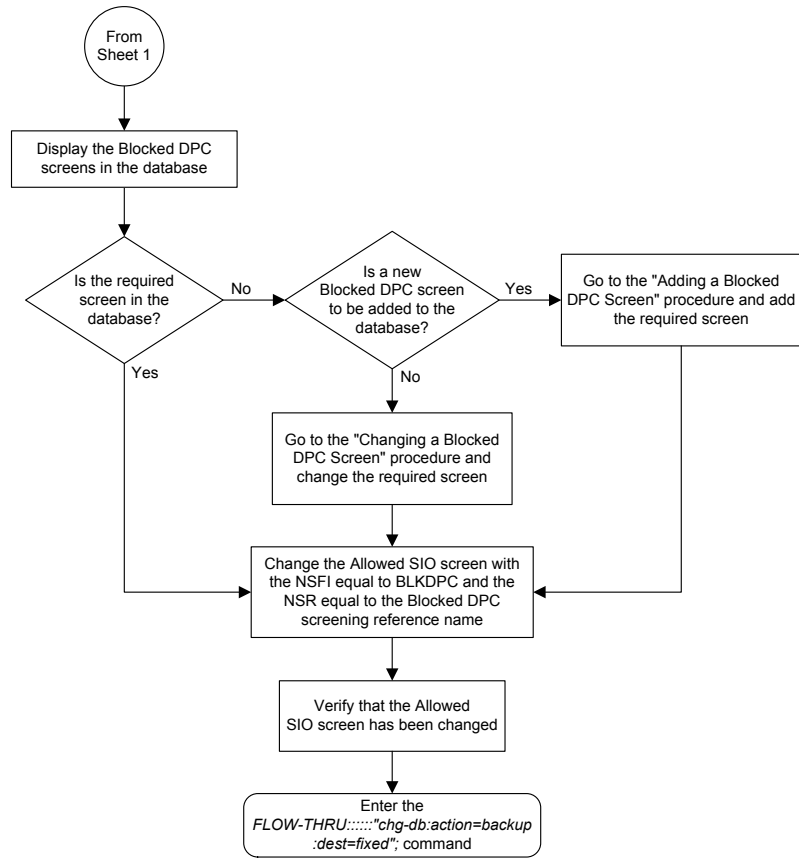 From
Sheet 1
Display the Blocked DPC
screens in the database
Is the required
screen in the
database?
No
Yes
Is a new
Blocked DPC screen
to be added to the
database?
Yes
No
Go to the "Adding a Blocked
DPC Screen" procedure and add
the required screen
Go to the "Changing a Blocked
DPC Screen" procedure and
change the required screen
Change the Allowed SIO screen with
the NSFI equal to BLKDPC and the
NSR equal to the Blocked DPC
screening reference name
Verify that the Allowed
SIO screen has been changed
Enter the
FLOW-THRU::::::"chg-db:action=backup
:dest=fixed"; command